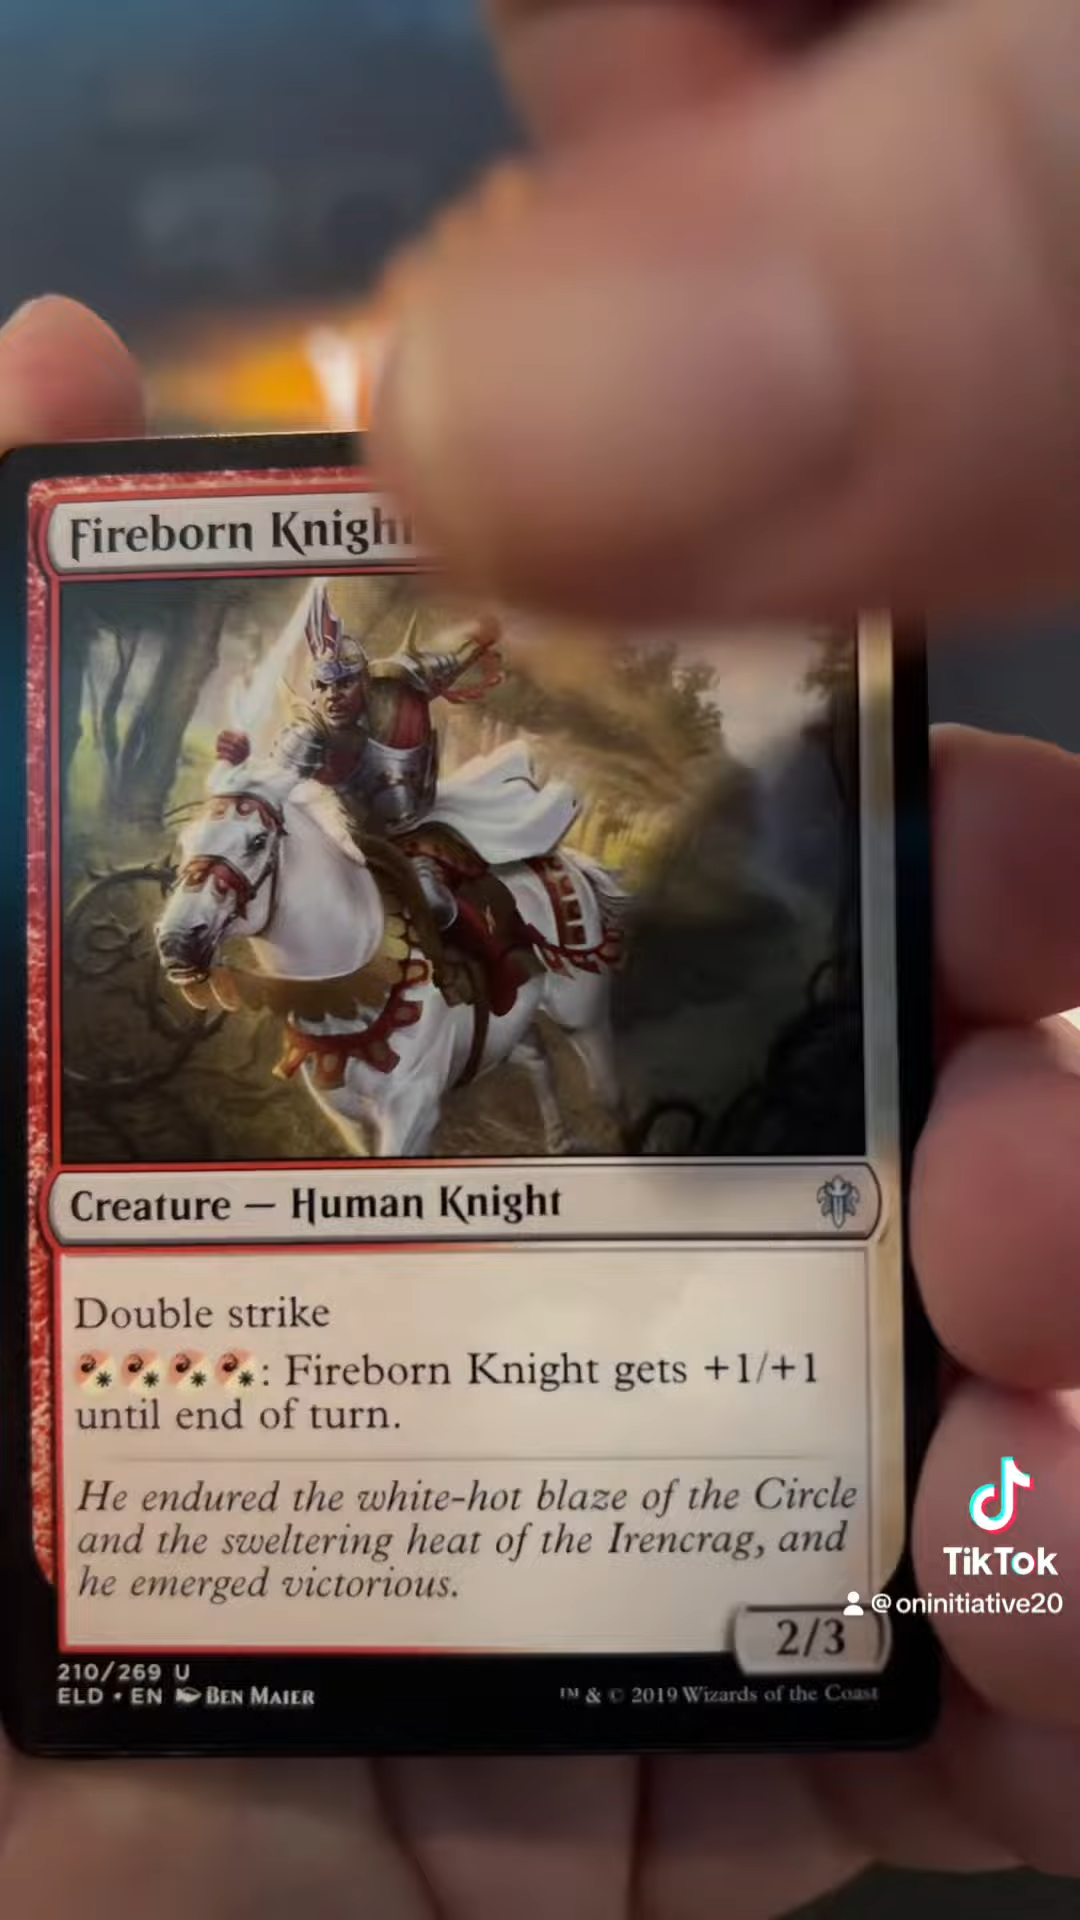 Fireborn Knight
Creature — Human Knight
Double strike
: Fireborn Knight gets +1/+1
until end of turn.
He endured the white-hot blaze of the Circle
and the sweltering heat of the Irencrag, and
he emerged victorious.
2/3
210/269 U
ELD • EN BEN MAIER
™ & © 2019 Wizards of the Coast
TikTok
@oninitiative20